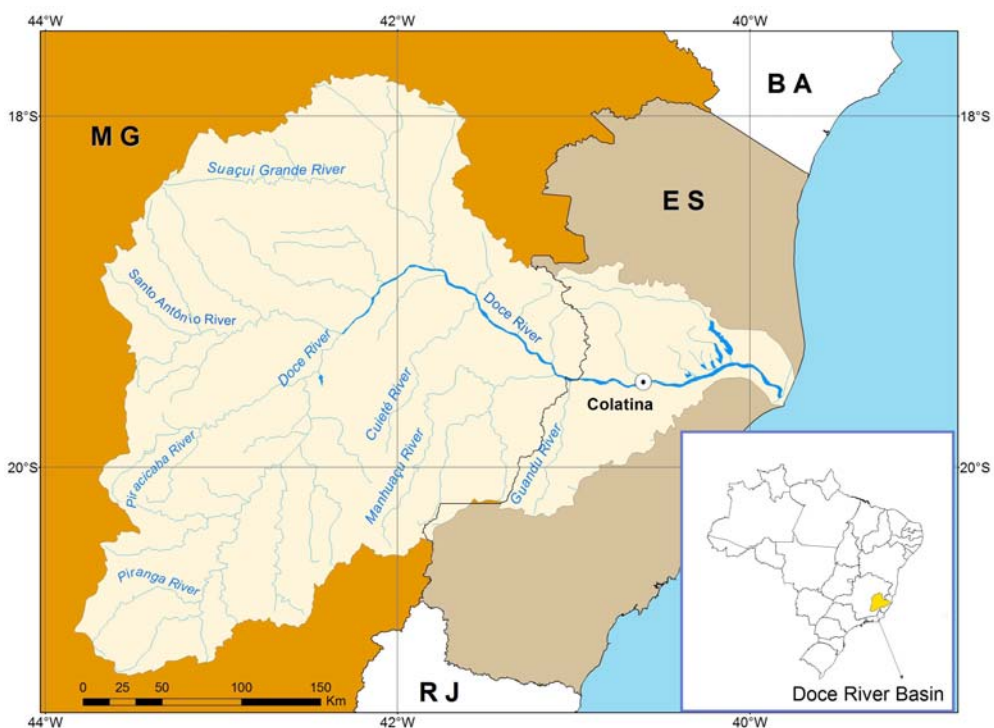 44°W
42°W
40°W
B A
18°S
18°S
M G
Suaçui Grande River
E S
Santo Antônio River
Doce River
Doce River
Cuieté River
Colatina
Piracicaba River
Manhuaçu River
Guandu River
20°S
20°S
Piranga River
R J
0 25 50 100 150
Km
Doce River Basin
44°W
42°W
40°W